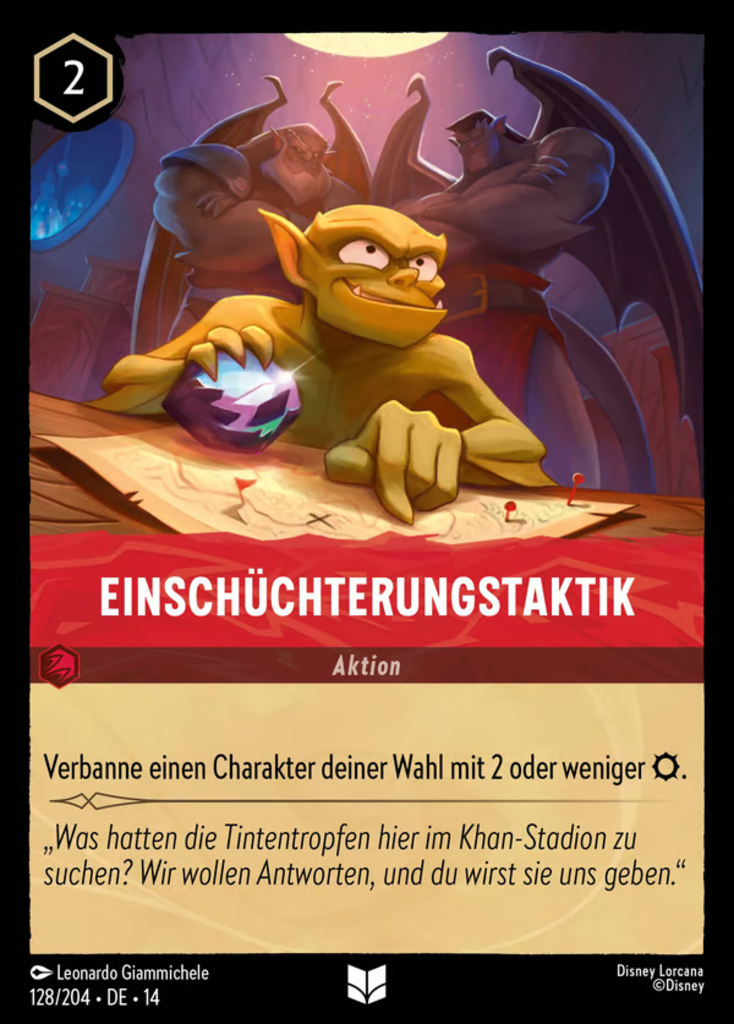 2
EINSCHÜCHTERUNGSTAKTIK
Aktion
Verbanne einen Charakter deiner Wahl mit 2 oder weniger.
„Was hatten die Tintentropfen hier im Khan-Stadion zu
suchen? Wir wollen Antworten, und du wirst sie uns geben.“
Leonardo Giammichele
128/204 • DE • 14
Disney Lorcana
©Disney